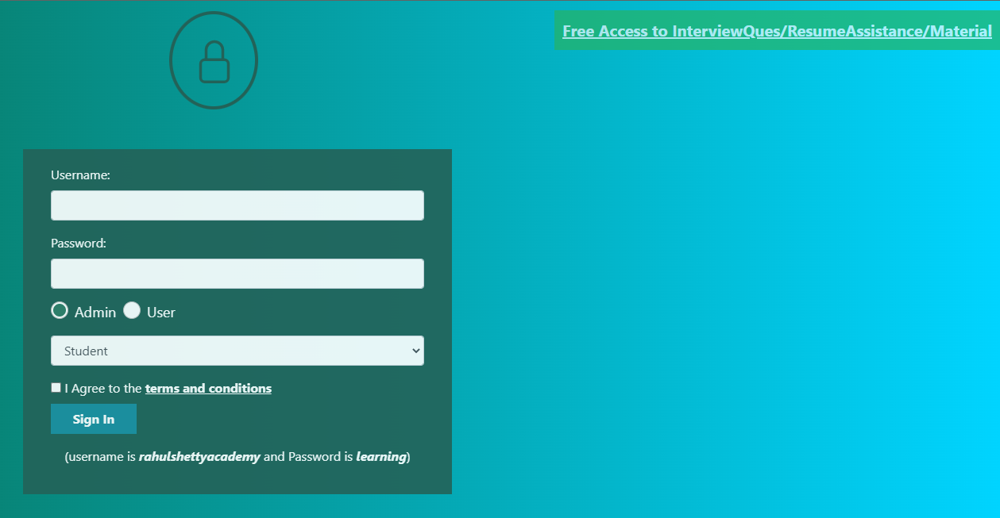 Free Access to InterviewQues/ResumeAssistance/Material
Username:
Password:
Admin User
Student
I Agree to the terms and conditions
Sign In
(username is rahulshettyacademy and Password is learning)